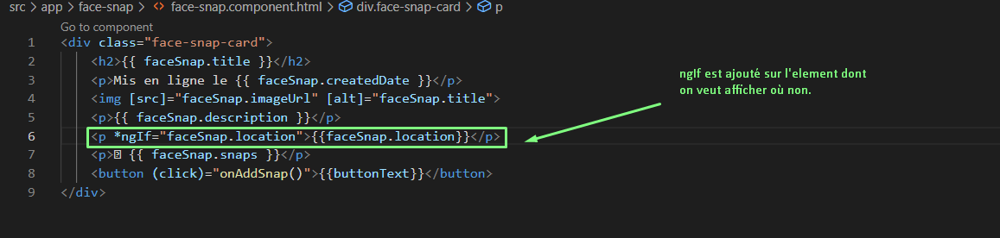 src > app > face-snap > <> face-snap.component.html > div.face-snap-card > p
Go to component
1 <div class="face-snap-card">
2 <h2>{{ faceSnap.title }}</h2>
3 <p>Mis en ligne le {{ faceSnap.createdDate }}</p>
4 <img [src]="faceSnap.imageUrl" [alt]="faceSnap.title">
5 <p>{{ faceSnap.description }}</p>
6 <p *ngIf="faceSnap.location">{{faceSnap.location}}</p>
7 <p> {{ faceSnap.snaps }}</p>
8 <button (click)="onAddSnap()">{{buttonText}}</button>
9 </div>
ngIf est ajouté sur l'element dont
on veut afficher où non.